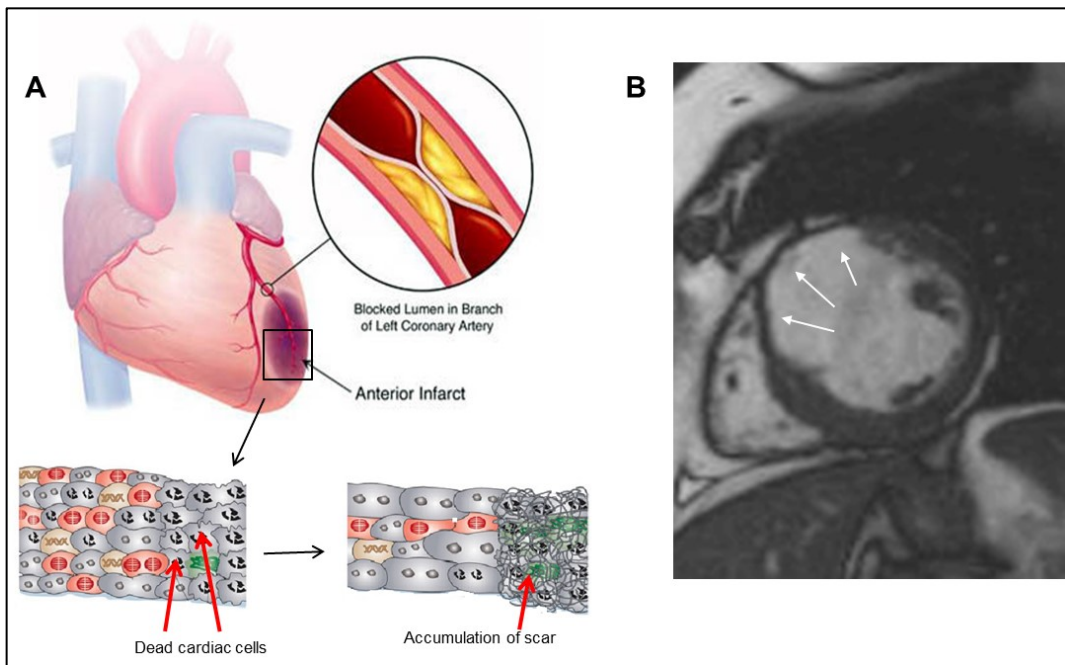 A
B
Blocked Lumen in Branch
of Left Coronary Artery
Anterior Infarct
Dead cardiac cells
Accumulation of scar